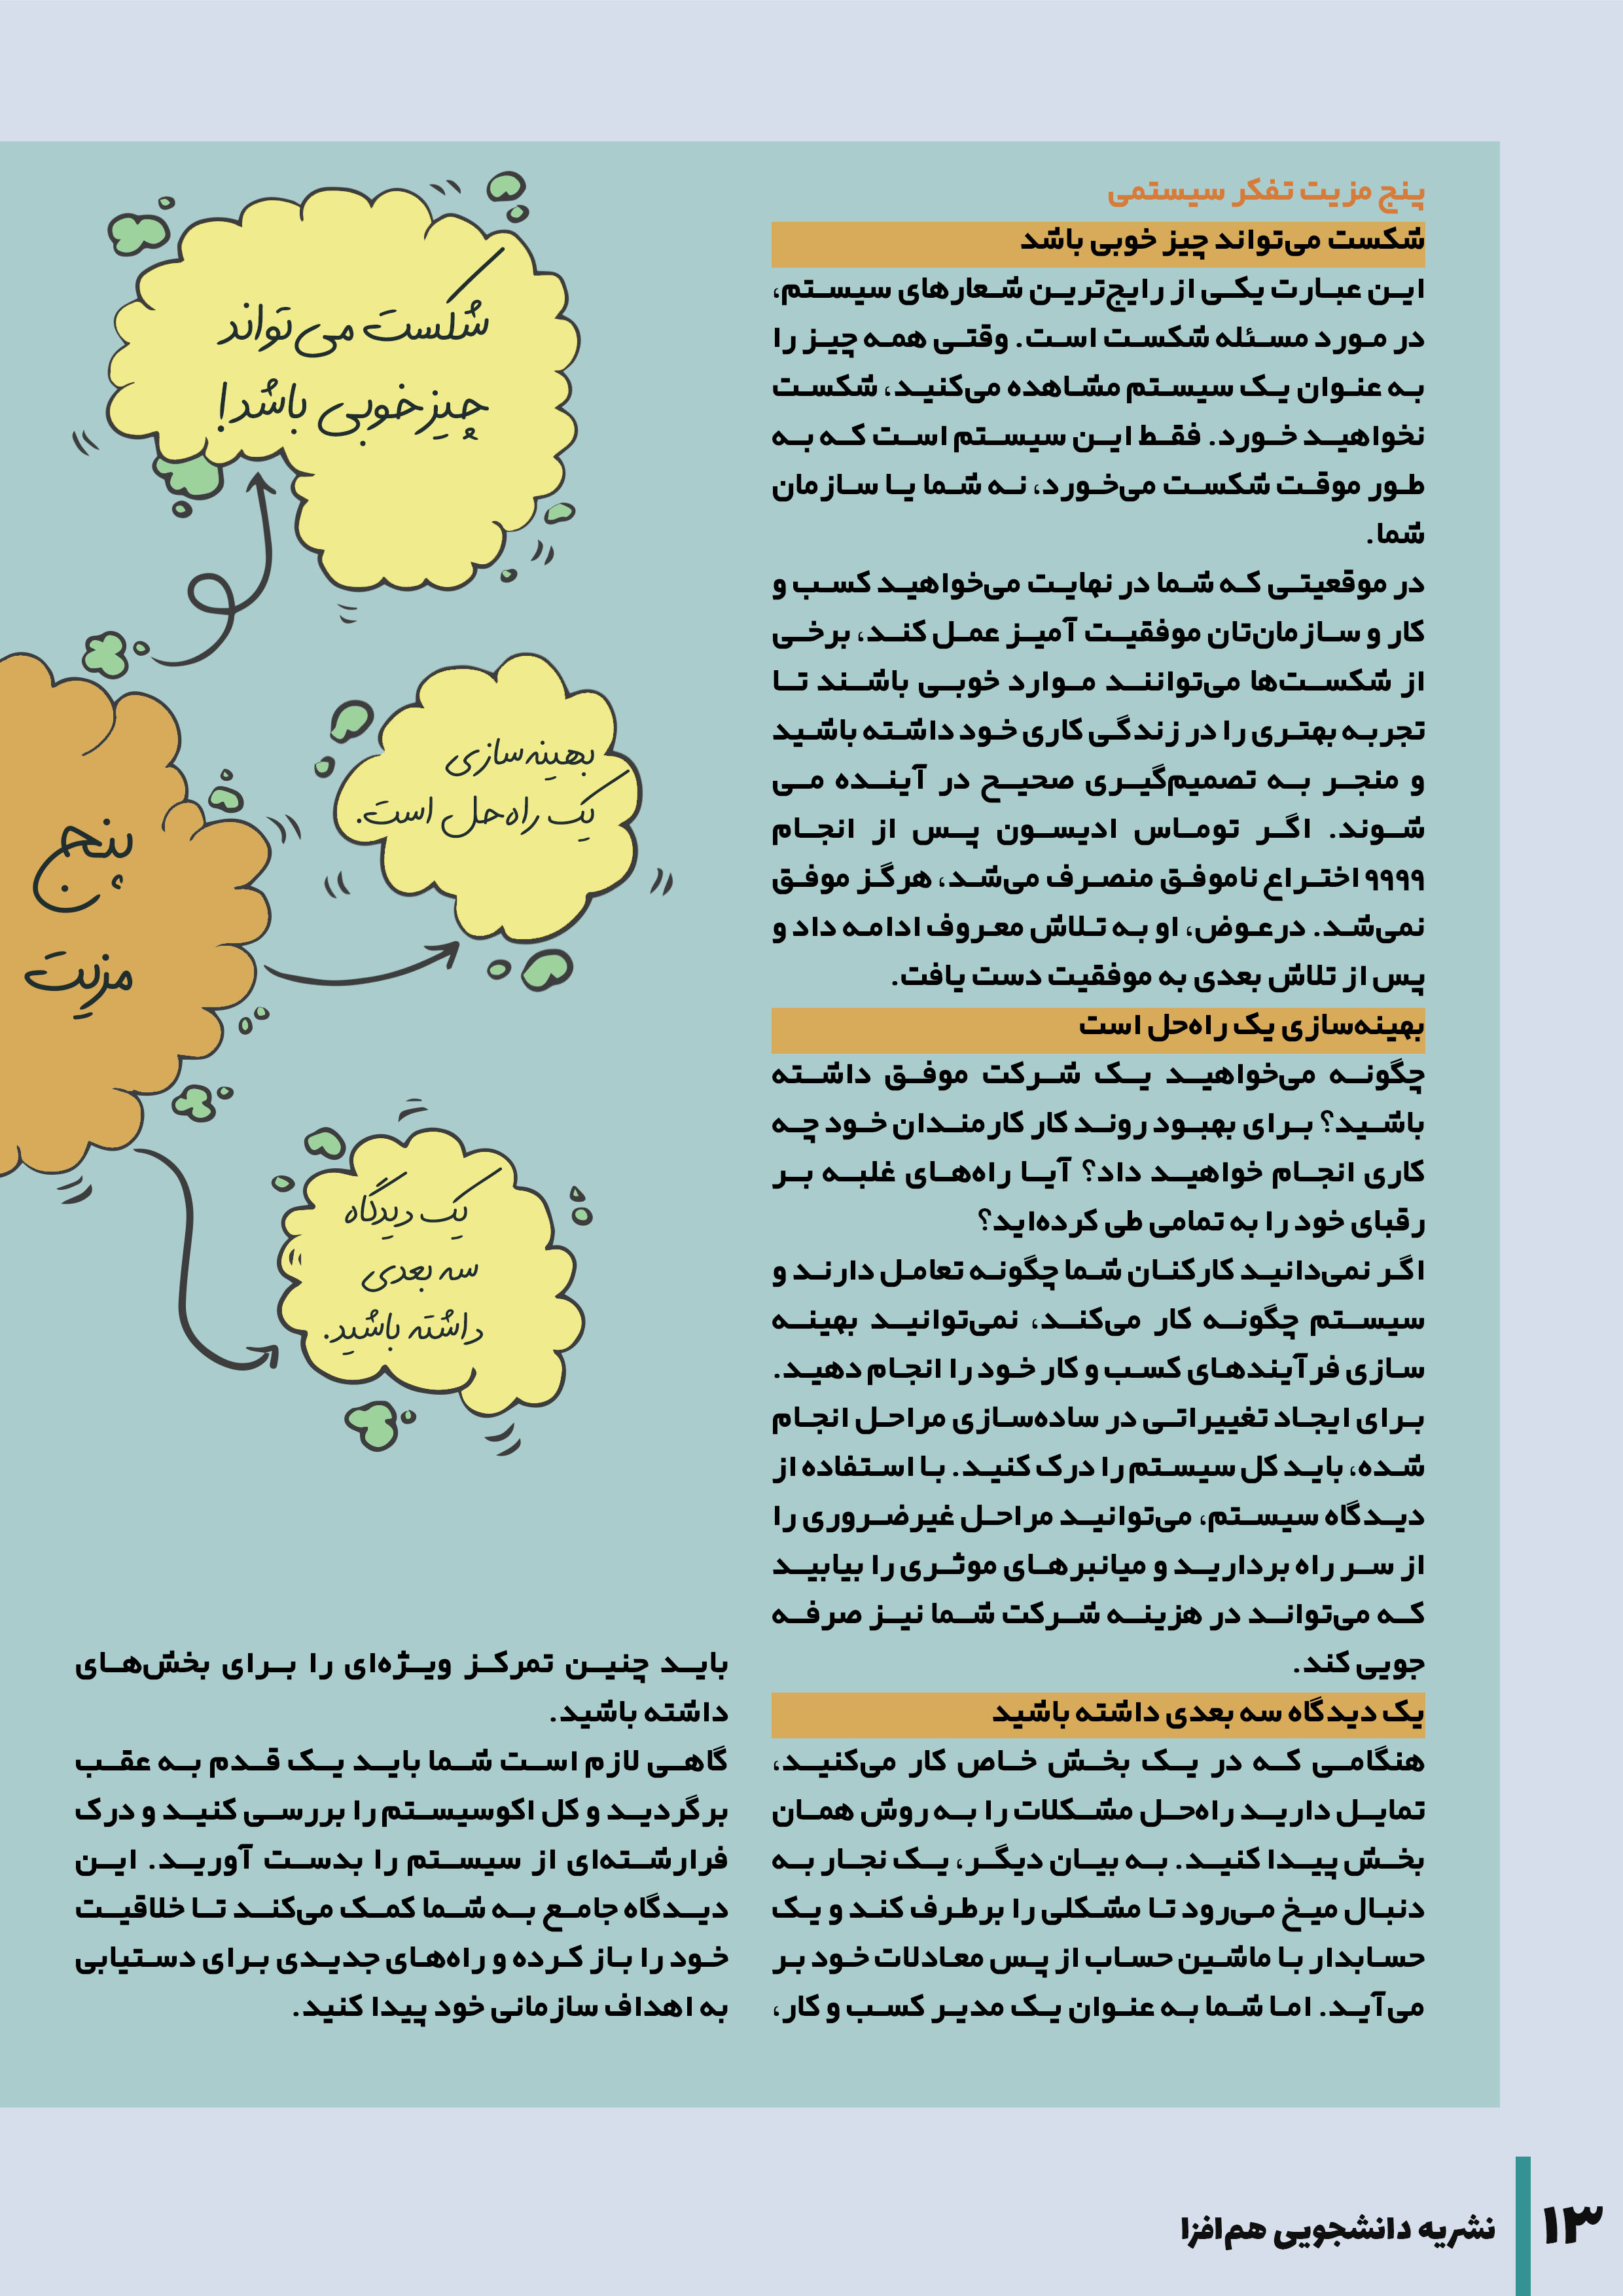 پنج مزیت تفکر سیستمی
شکست می‌تواند چیز خوبی باشد
این عبارت یکی از رایج‌ترین شعارهای سیستم،
در مورد مسئله شکست است. وقتی همه چیز را
به عنوان یک سیستم مشاهده می‌کنید، شکست
نخواهید خورد. فقط این سیستم است که به
طور موقت شکست می‌خورد، نه شما یا سازمان
شما.
در موقعیتی که شما در نهایت می‌خواهید کسب و
کار و سازمان‌تان موفقیت آمیز عمل کند، برخی
از شکست‌ها می‌توانند موارد خوبی باشند تا
تجربه بهتری را در زندگی کاری خود داشته باشید
و منجر به تصمیم‌گیری صحیح در آینده می
شوند. اگر توماس ادیسون پس از انجام
۹۹۹۹ اختراع ناموفق منصرف می‌شد، هرگز موفق
نمی‌شد. درعوض، او به تلاش معروف ادامه داد و
پس از تلاش بعدی به موفقیت دست یافت.
بهینه‌سازی یک راه‌حل است
چگونه می‌خواهید یک شرکت موفق داشته
باشید؟ برای بهبود روند کار کارمندان خود چه
کاری انجام خواهید داد؟ آیا راه‌های غلبه بر
رقبای خود را به تمامی طی کرده‌اید؟
اگر نمی‌دانید کارکنان شما چگونه تعامل دارند و
سیستم چگونه کار می‌کند، نمی‌توانید بهینه
سازی فرآیندهای کسب و کار خود را انجام دهید.
برای ایجاد تغییراتی در ساده‌سازی مراحل انجام
شده، باید کل سیستم را درک کنید. با استفاده از
دیدگاه سیستم، می‌توانید مراحل غیرضروری را
از سر راه بردارید و میانبرهای موثری را بیابید
که می‌تواند در هزینه شرکت شما نیز صرفه
جویی کند.
یک دیدگاه سه بعدی داشته باشید
هنگامی که در یک بخش خاص کار می‌کنید،
تمایل دارید راه‌حل مشکلات را به روش همان
بخش پیدا کنید. به بیان دیگر، یک نجار به
دنبال میخ می‌رود تا مشکلی را برطرف کند و یک
حسابدار با ماشین حساب از پس معادلات خود بر
می‌آید. اما شما به عنوان یک مدیر کسب و کار،
شکست می‌تواند
چیز خوبی باشد!
بهینه‌سازی
یک راه‌حل است.
پنج
مزیت
یک دیدگاه
سه بعدی
داشته باشید.
باید چنین تمرکز ویژه‌ای را برای بخش‌های
داشته باشید.
گاهی لازم است شما باید یک قدم به عقب
برگردید و کل اکوسیستم را بررسی کنید و درک
فرارشته‌ای از سیستم را بدست آورید. این
دیدگاه جامع به شما کمک می‌کند تا خلاقیت
خود را باز کرده و راه‌های جدیدی برای دستیابی
به اهداف سازمانی خود پیدا کنید.
نشریه دانشجویی هم‌افزا
۱۳